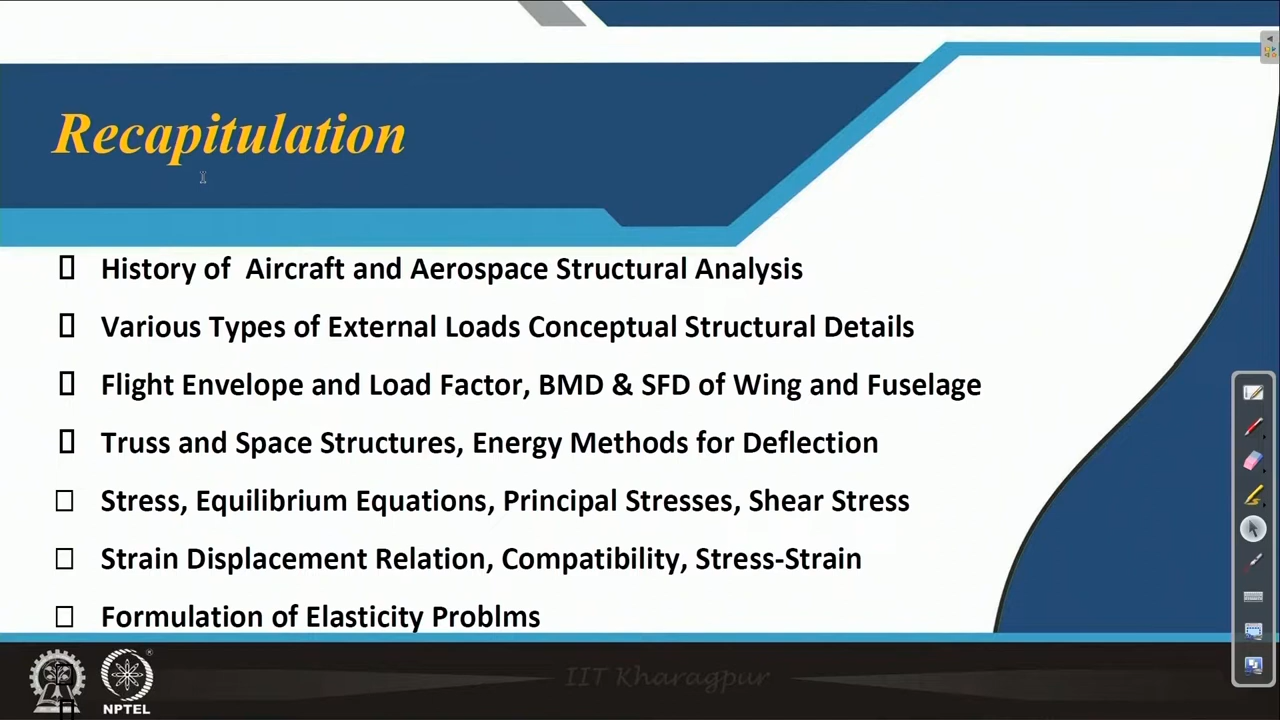 Recapitulation
History of  Aircraft and Aerospace Structural Analysis
Various Types of External Loads Conceptual Structural Details
Flight Envelope and Load Factor, BMD & SFD of Wing and Fuselage
Truss and Space Structures, Energy Methods for Deflection
Stress, Equilibrium Equations, Principal Stresses, Shear Stress
Strain Displacement Relation, Compatibility, Stress-Strain
Formulation of Elasticity Problms
IIT Kharagpur
NPTEL